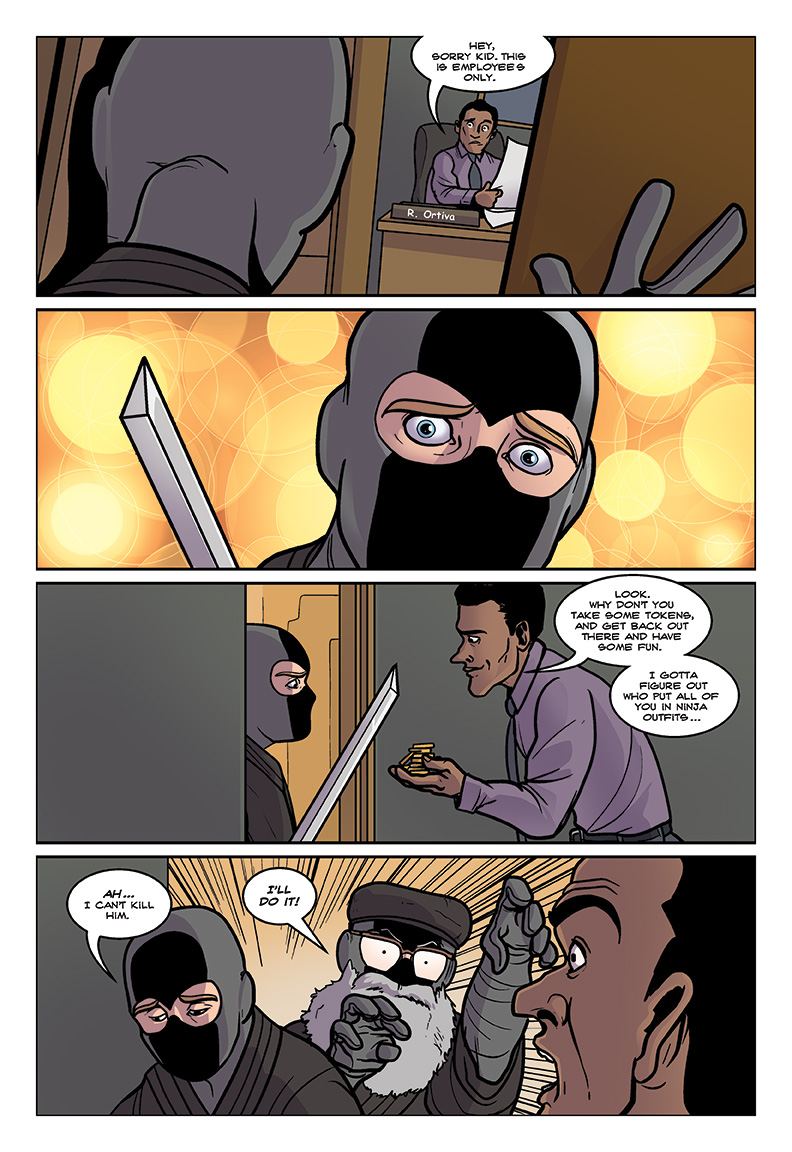 HEY,
SORRY KID. THIS
IS EMPLOYEES
ONLY.
R. Ortiva
LOOK.
WHY DON'T YOU
TAKE SOME TOKENS,
AND GET BACK OUT
THERE AND HAVE
SOME FUN.
I GOTTA
FIGURE OUT
WHO PUT ALL OF
YOU IN NINJA
OUTFITS...
AH...
I CAN'T KILL
HIM.
I'LL
DO IT!